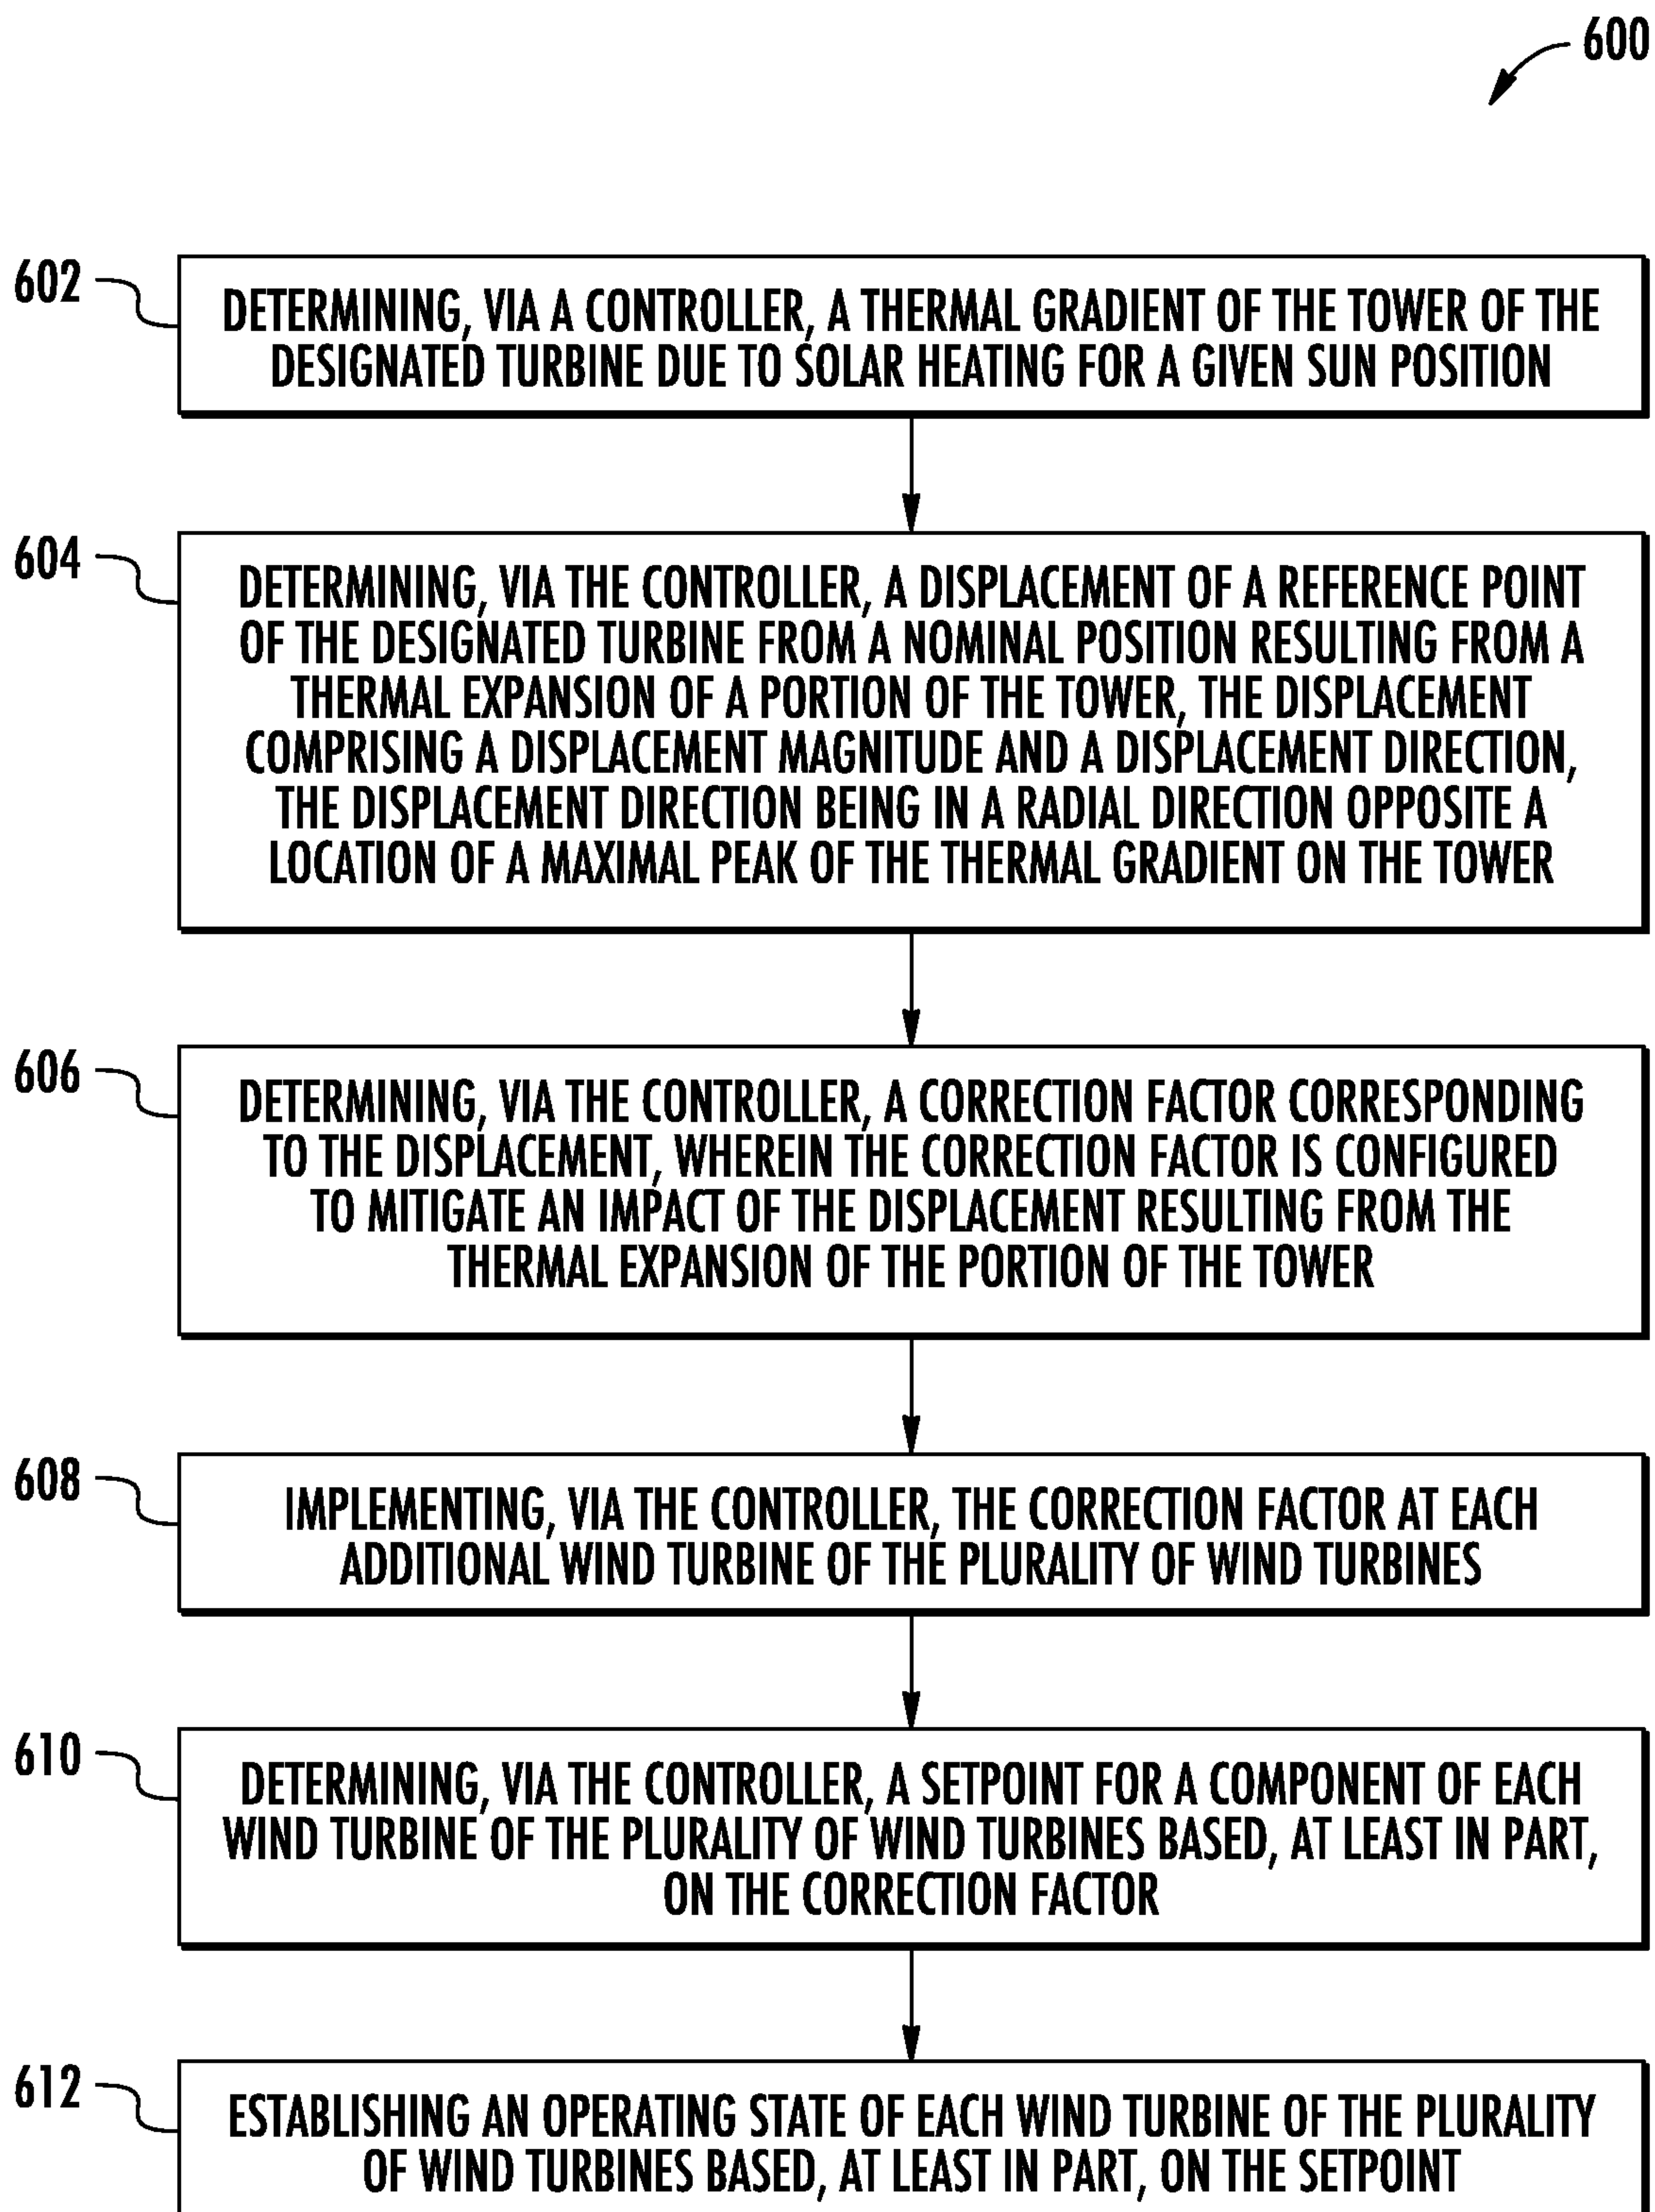 600
602
DETERMINING, VIA A CONTROLLER, A THERMAL GRADIENT OF THE TOWER OF THE
DESIGNATED TURBINE DUE TO SOLAR HEATING FOR A GIVEN SUN POSITION
604
DETERMINING, VIA THE CONTROLLER, A DISPLACEMENT OF A REFERENCE POINT
OF THE DESIGNATED TURBINE FROM A NOMINAL POSITION RESULTING FROM A
THERMAL EXPANSION OF A PORTION OF THE TOWER, THE DISPLACEMENT
COMPRISING A DISPLACEMENT MAGNITUDE AND A DISPLACEMENT DIRECTION,
THE DISPLACEMENT DIRECTION BEING IN A RADIAL DIRECTION OPPOSITE A
LOCATION OF A MAXIMAL PEAK OF THE THERMAL GRADIENT ON THE TOWER
606
DETERMINING, VIA THE CONTROLLER, A CORRECTION FACTOR CORRESPONDING
TO THE DISPLACEMENT, WHEREIN THE CORRECTION FACTOR IS CONFIGURED
TO MITIGATE AN IMPACT OF THE DISPLACEMENT RESULTING FROM THE
THERMAL EXPANSION OF THE PORTION OF THE TOWER
608
IMPLEMENTING, VIA THE CONTROLLER, THE CORRECTION FACTOR AT EACH
ADDITIONAL WIND TURBINE OF THE PLURALITY OF WIND TURBINES
610
DETERMINING, VIA THE CONTROLLER, A SETPOINT FOR A COMPONENT OF EACH
WIND TURBINE OF THE PLURALITY OF WIND TURBINES BASED, AT LEAST IN PART,
ON THE CORRECTION FACTOR
612
ESTABLISHING AN OPERATING STATE OF EACH WIND TURBINE OF THE PLURALITY
OF WIND TURBINES BASED, AT LEAST IN PART, ON THE SETPOINT